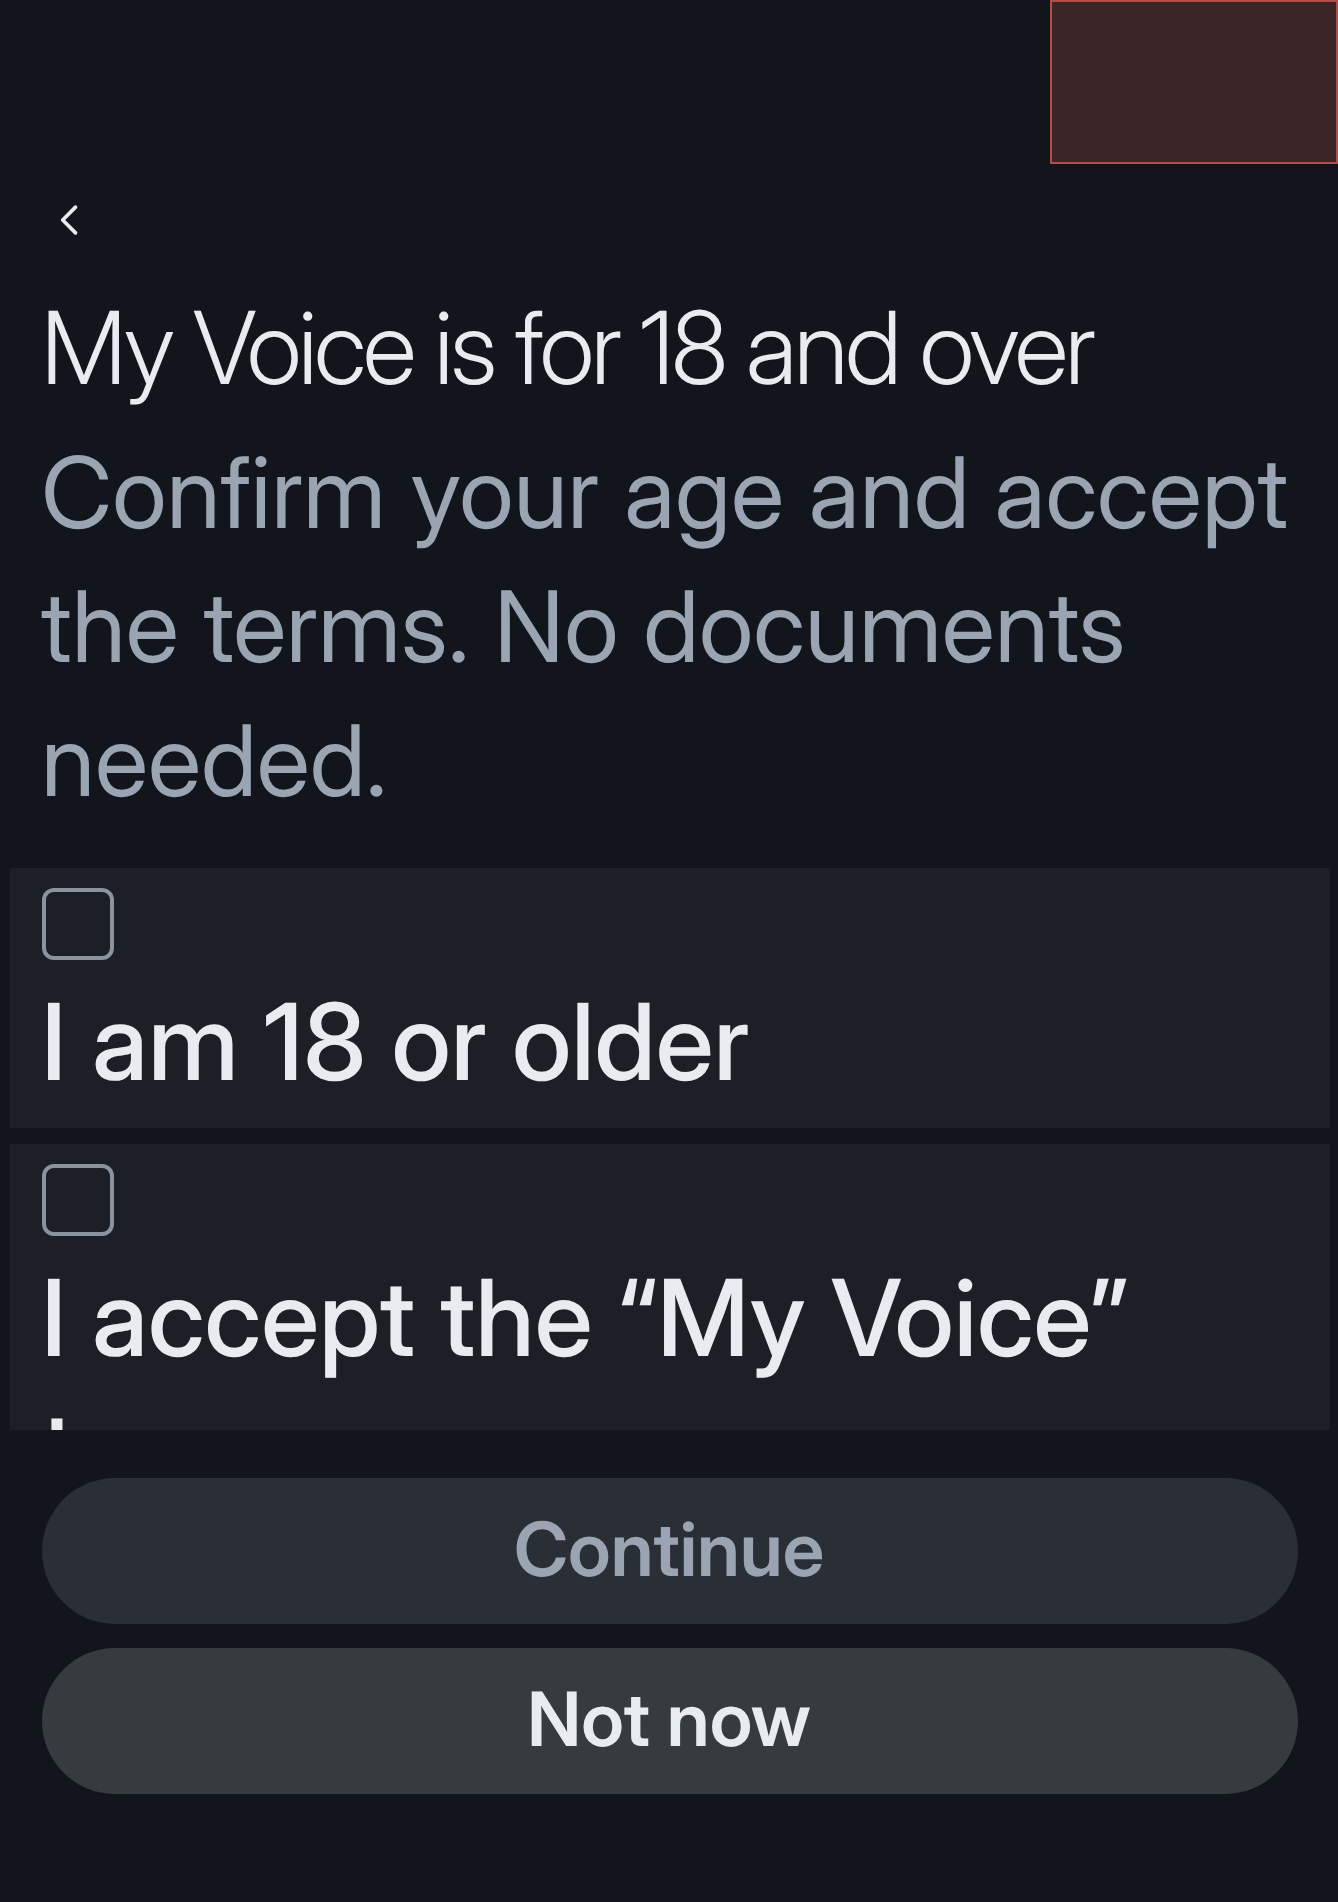 My Voice is for 18 and over
Confirm your age and accept
the terms. No documents
needed.
I am 18 or older
I accept the “My Voice”
Continue
Not now